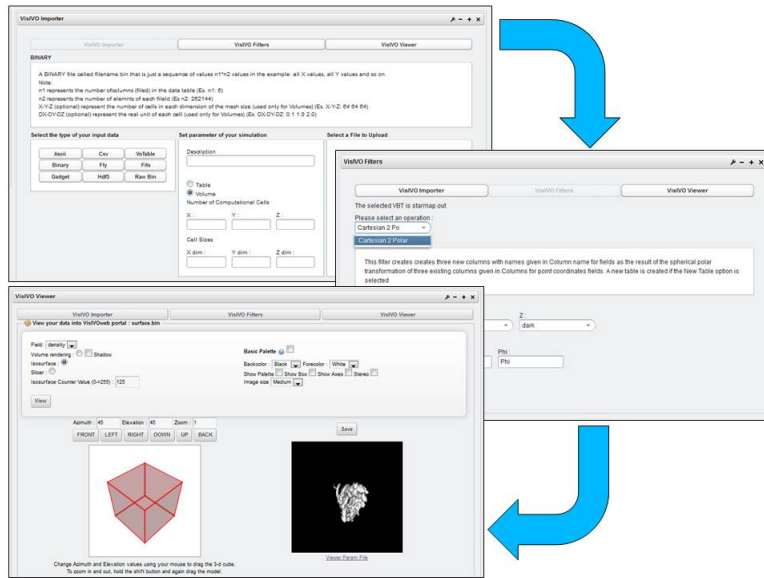 VisIVO Importer
VisIVO Importer VisIVO Filters VisIVO Viewer
BINARY
A BINARY file called filename.bin that is just a sequence of values n1*n2 values in the example: all X values, all Y values and so on.
Note:
n1 represents the number ofcolumns (filled) in the data table (Es. n1: 6)
n2 represents the number of elemnts of each fileld (Es n2: 262144)
X-Y-Z (optional) represent the number of cells in each dimension of the mesh size (used only for Volumes) (Es. X-Y-Z: 64 64 64)
DX-DY-DZ (optional) represent the real unit of each cell (used only for Volumes) (Es. DX-DY-DZ: 0.1 1.0 2.0)
Select the type of your input data Set parameter of your simulation Select a File to Upload
Ascii Csv VoTable
Binary Fly Fits
Gadget Hdf5 Raw Bin
Description
Table
Volume
Number of Computational Cells
X : Y : Z :
Cell Sizes
X dim : Y dim : Z dim :
VisIVO Filters
VisIVO Importer VisIVO Filters VisIVO Viewer
The selected VBT is starmap.out
Please select an operation :
Cartesian 2 Po
Cartesian 2 Polar
This filter creates creates three new columns with names given in Column name for fields as the result of the spherical polar
transformation of three existing columns given in Columns for point coordinates fields. A new table is created if the New Table option is
selected
Z :
dark
Phi :
Phi
VisIVO Viewer
VisIVO Importer VisIVO Filters VisIVO Viewer
View your data into VisIVOweb portal : surface.bin
Field: density
Volume rendering : Shadow
Isosurface :
Slicer :
Isosurface Counter Value (0->255) : 125
View
Basic Palette
Backcolor : Black Forecolor : White
Show Palette Show Box Show Axes Stereo
Image size Medium
Azimuth : 45 Elevation : 45 Zoom : 1
FRONT LEFT RIGHT DOWN UP BACK
Save
Viewer Param File
Change Azimuth and Elevation values using your mouse to drag the 3-d cube.
To zoom in and out, hold the shift button and again drag the model.